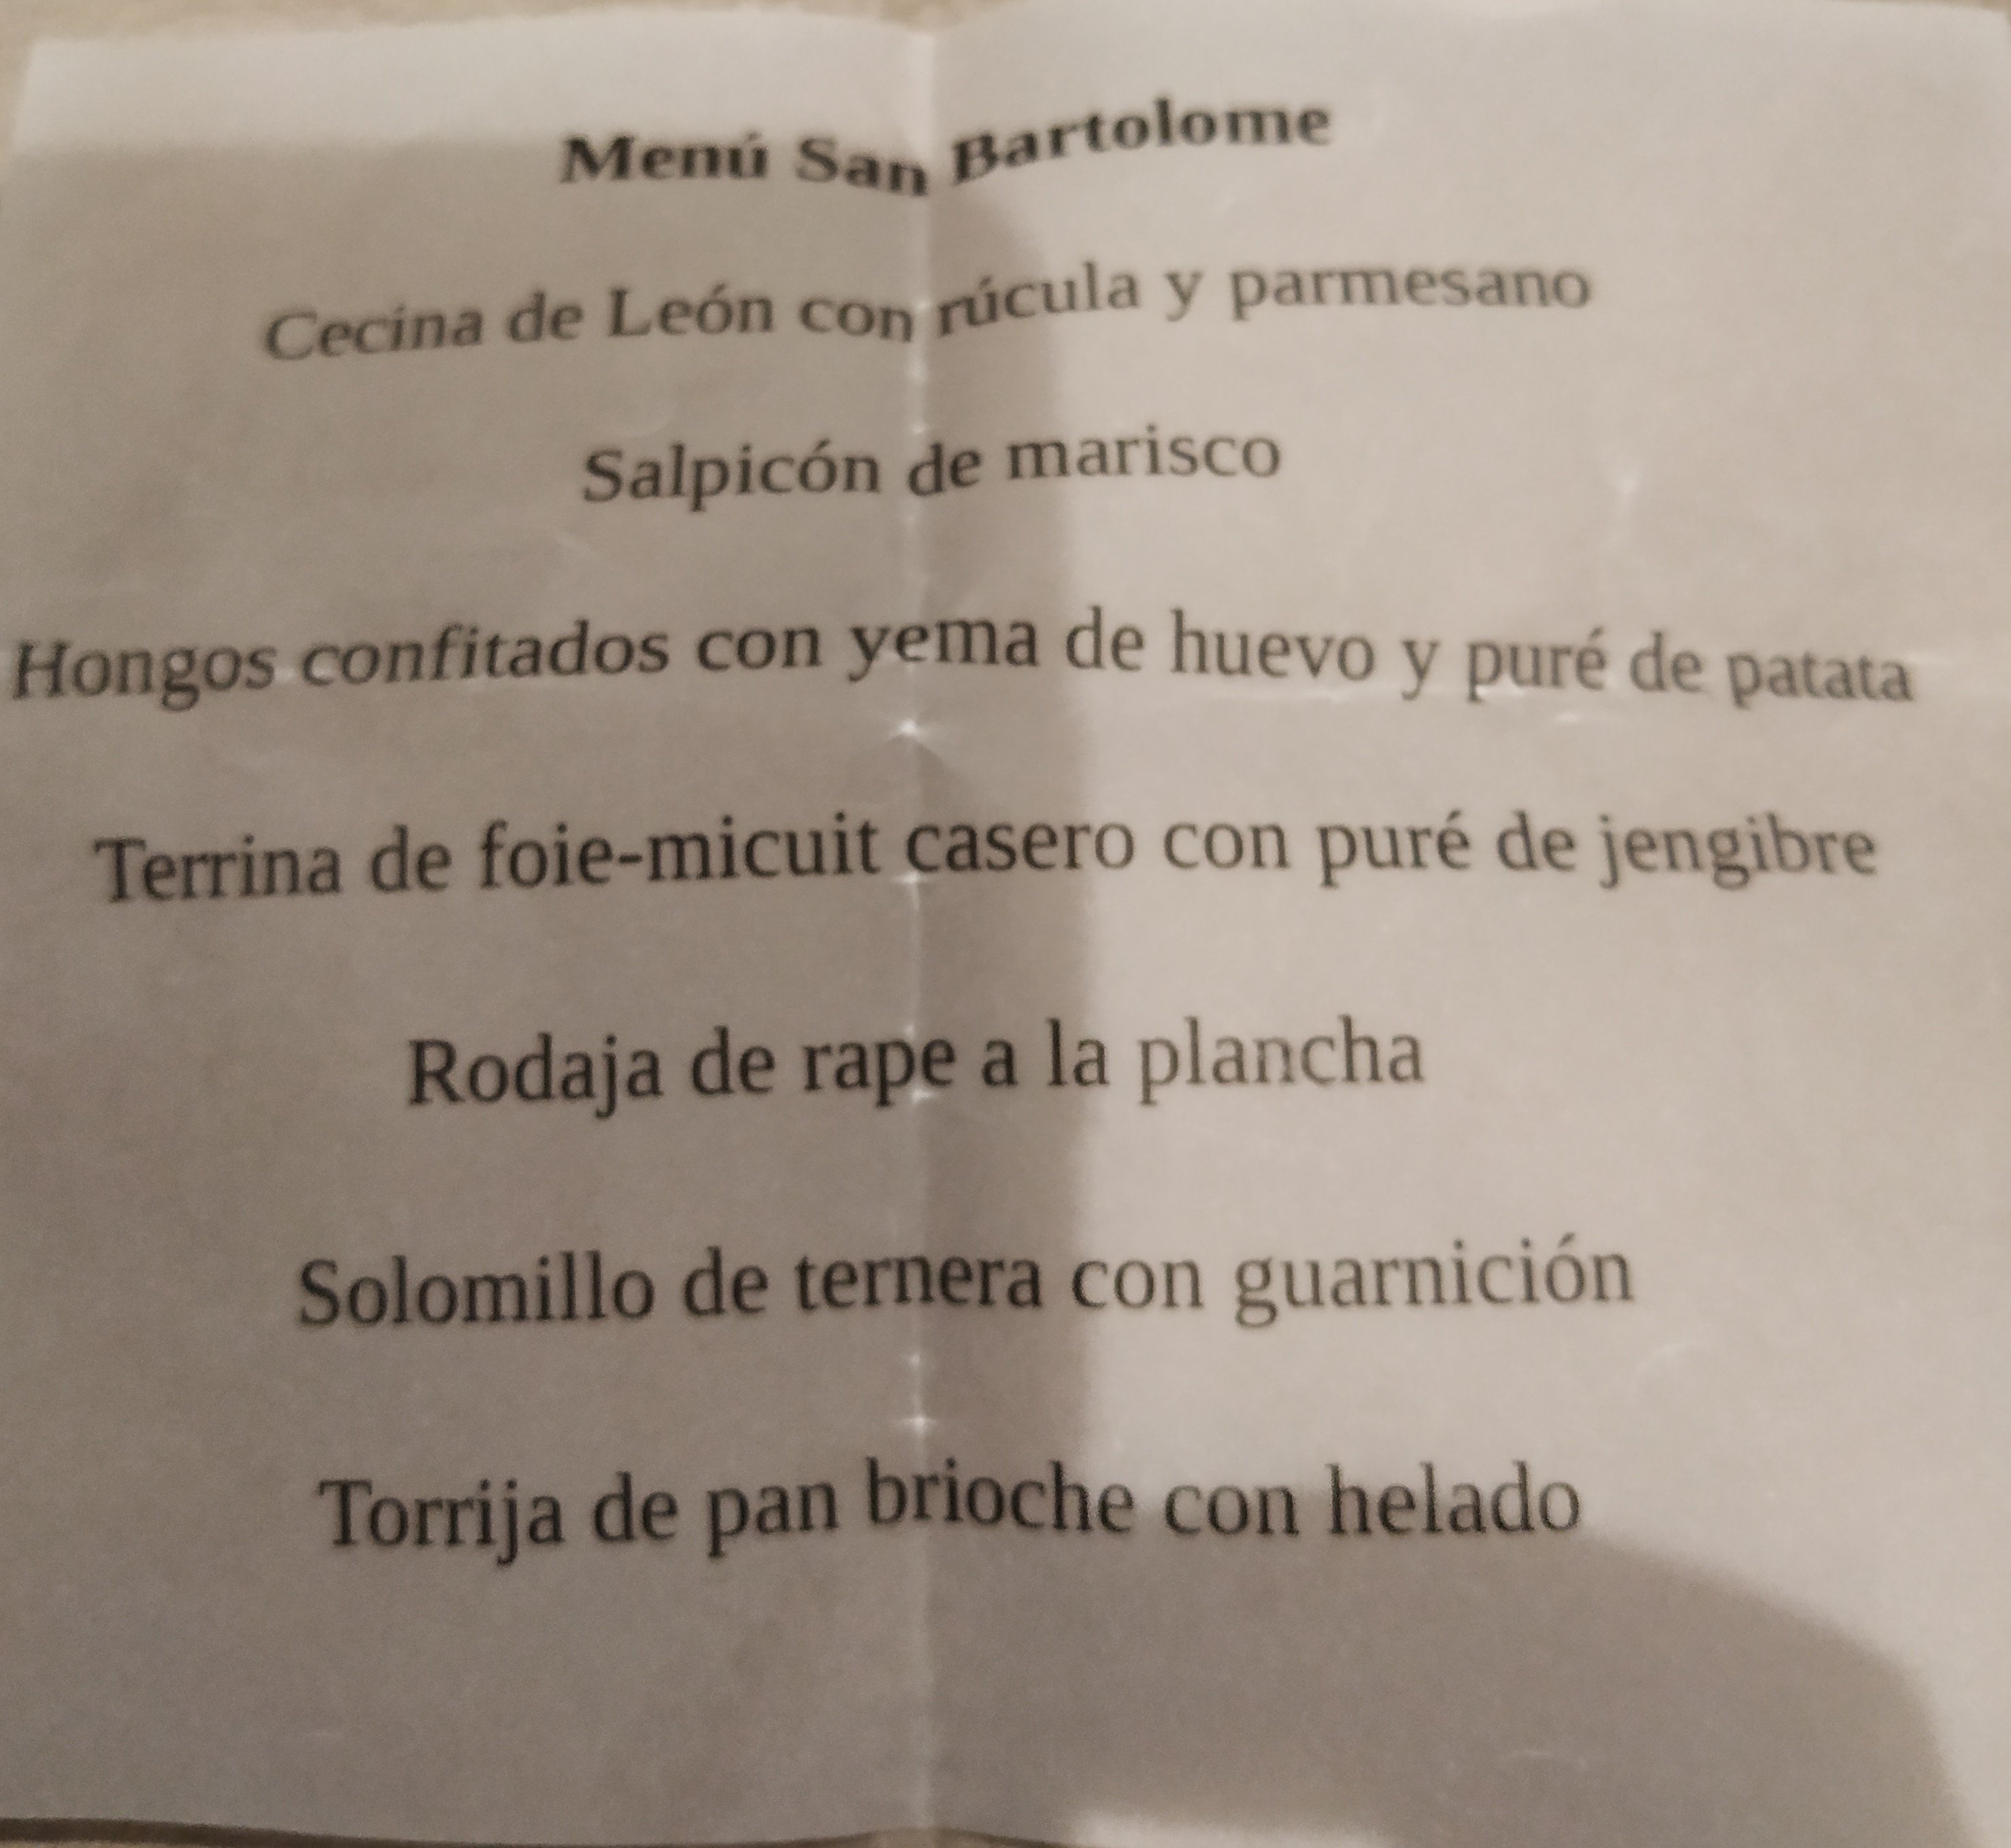 Menú San Bartolome
Cecina de León con rúcula y parmesano
Salpicón de marisco
Hongos confitados con yema de huevo y puré de patata
Terrina de foie-micuit casero con puré de jengibre
Rodaja de rape a la plancha
Solomillo de ternera con guarnición
Torrija de pan brioche con helado